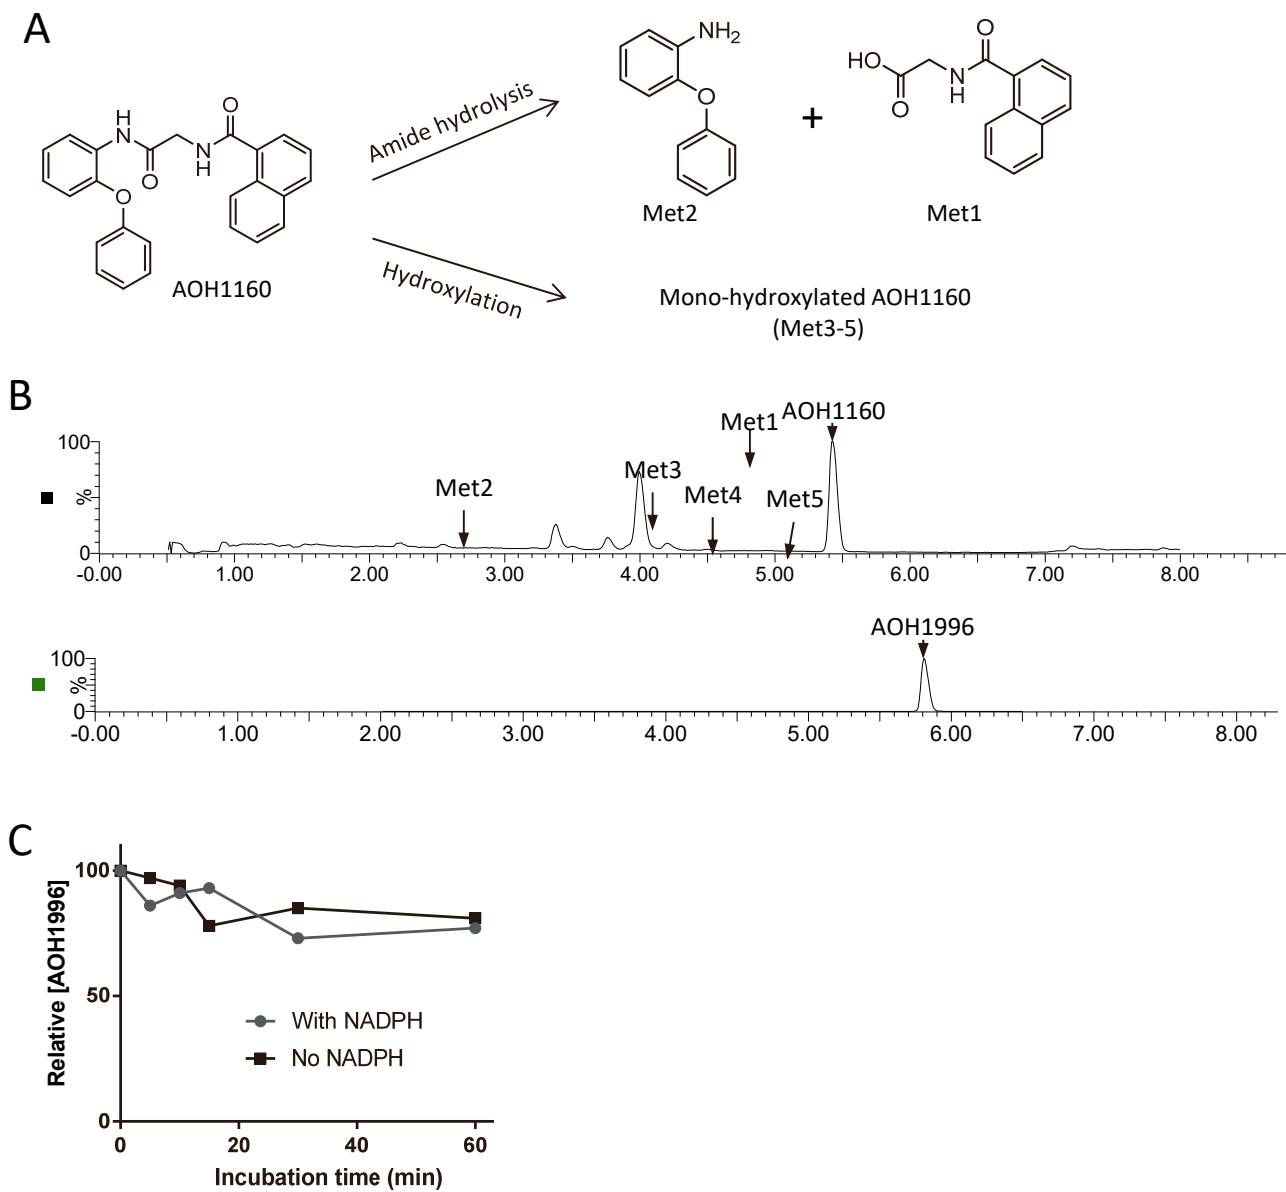 A
NH2
O
HO
O
N
H
O
Amide hydrolysis
+
H
N
O
O
N
H
O
Met2
Met1
AOH1160
Hydroxylation
Mono-hydroxylated AOH1160
(Met3-5)
B
Met1
AOH1160
100
Met3
Met2
Met4
Met5
%
0
-0.00 1.00 2.00 3.00 4.00 5.00 6.00 7.00 8.00
AOH1996
100
%
0
-0.00 1.00 2.00 3.00 4.00 5.00 6.00 7.00 8.00
C
Relative [AOH1996]
100
50
0
With NADPH
No NADPH
0 20 40 60
Incubation time (min)